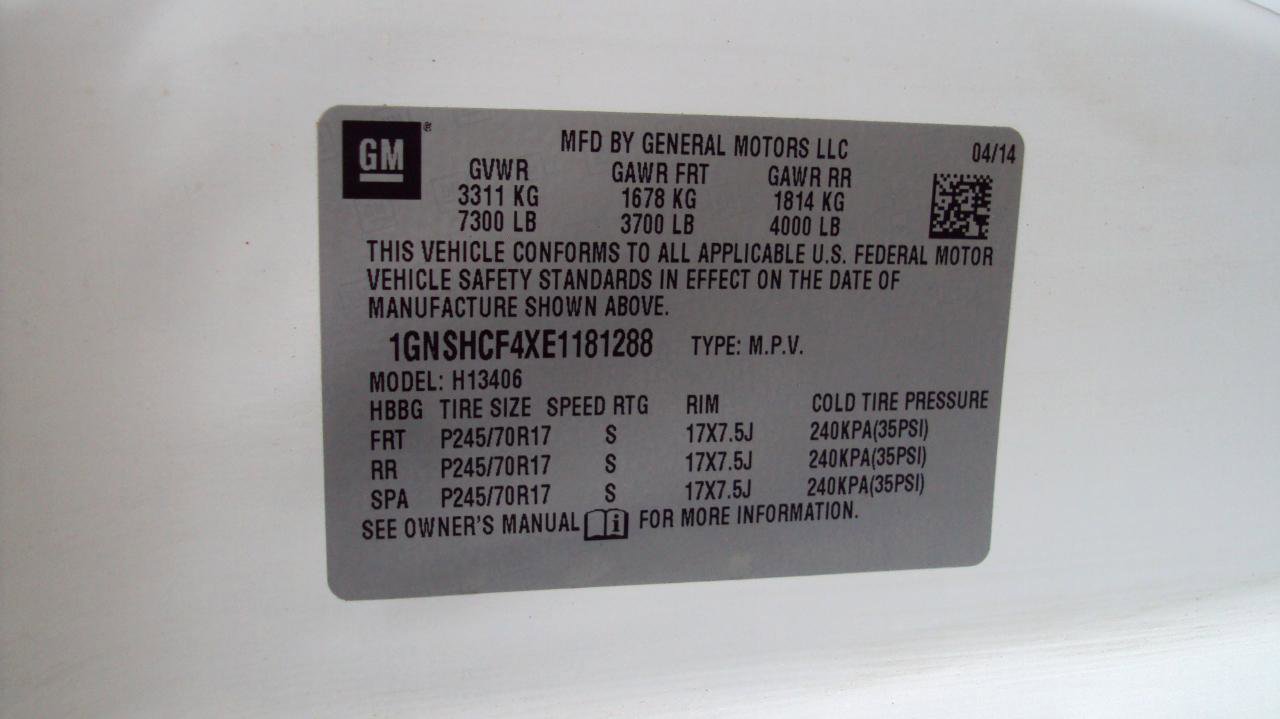 GM®
MFD BY GENERAL MOTORS LLC 04/14
GVWR GAWR FRT GAWR RR
3311 KG 1678 KG 1814 KG
7300 LB 3700 LB 4000 LB
THIS VEHICLE CONFORMS TO ALL APPLICABLE U.S. FEDERAL MOTOR
VEHICLE SAFETY STANDARDS IN EFFECT ON THE DATE OF
MANUFACTURE SHOWN ABOVE.
1GNSHCF4XE1181288 TYPE: M.P.V.
MODEL: H13406
HBBG TIRE SIZE SPEED RTG RIM COLD TIRE PRESSURE
FRT P245/70R17 S 17X7.5J 240KPA(35PSI)
RR P245/70R17 S 17X7.5J 240KPA(35PSI)
SPA P245/70R17 S 17X7.5J 240KPA(35PSI)
SEE OWNER'S MANUAL i FOR MORE INFORMATION.